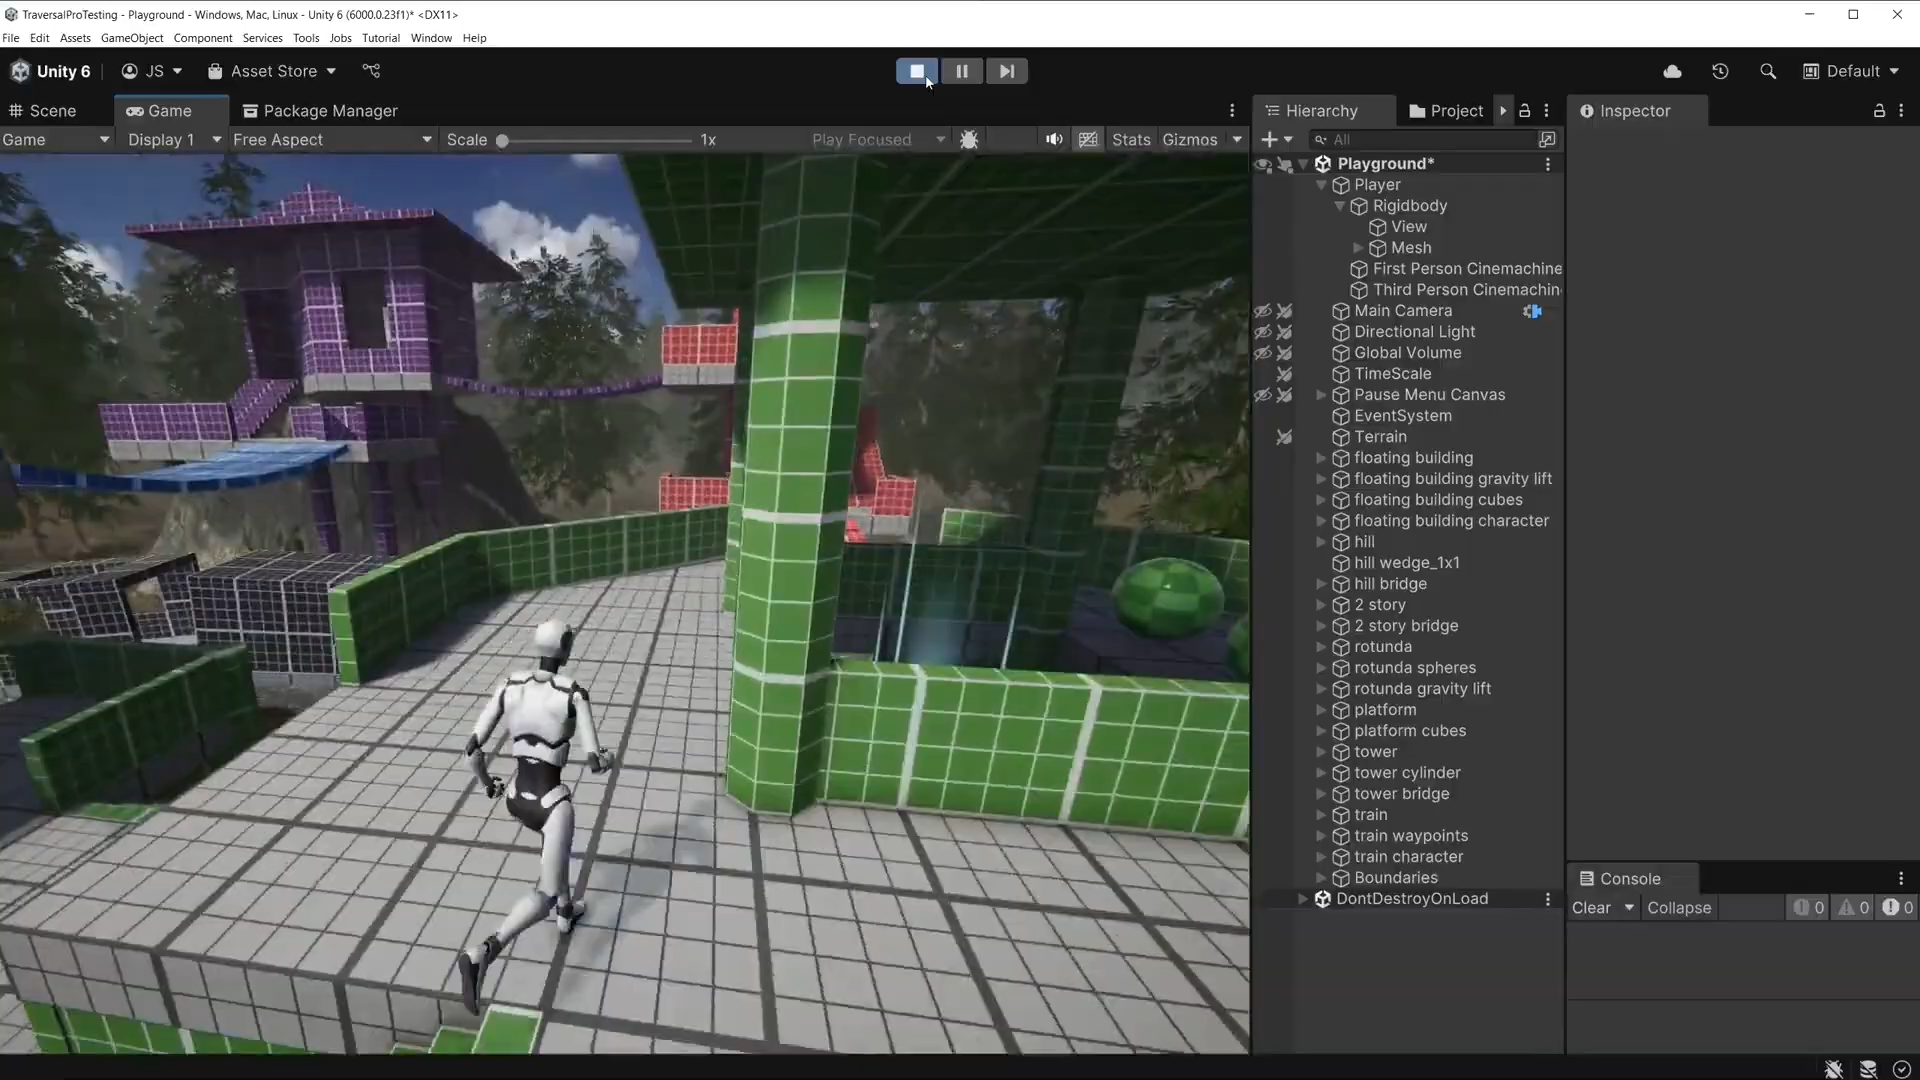 TraversalProTesting - Playground - Windows, Mac, Linux - Unity 6 (6000.0.23f1)* <DX11>
File Edit Assets GameObject Component Services Tools Jobs Tutorial Window Help
Unity 6 JS Asset Store Default
Scene Game Package Manager
Game Display 1 Free Aspect Scale 1x Play Focused Stats Gizmos
Hierarchy Project
All
Playground*
Player
Rigidbody
View
Mesh
First Person Cinemachine
Third Person Cinemachin
Main Camera
Directional Light
Global Volume
TimeScale
Pause Menu Canvas
EventSystem
Terrain
floating building
floating building gravity lift
floating building cubes
floating building character
hill
hill wedge_1x1
hill bridge
2 story
2 story bridge
rotunda
rotunda spheres
rotunda gravity lift
platform
platform cubes
tower
tower cylinder
tower bridge
train
train waypoints
train character
Boundaries
DontDestroyOnLoad
Inspector
Console
Clear Collapse 0 0 0